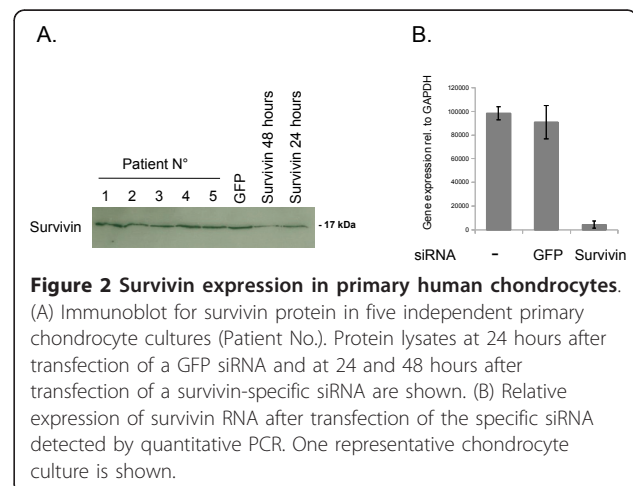 A.
B.
Patient N°
1 2 3 4 5 GFP Survivin 48 hours Survivin 24 hours
Survivin
- 17 kDa
Gene expression rel. to GAPDH
120000
100000
80000
60000
40000
20000
0
siRNA - GFP Survivin
Figure 2 Survivin expression in primary human chondrocytes.
(A) Immunoblot for survivin protein in five independent primary
chondrocyte cultures (Patient No.). Protein lysates at 24 hours after
transfection of a GFP siRNA and at 24 and 48 hours after
transfection of a survivin-specific siRNA are shown. (B) Relative
expression of survivin RNA after transfection of the specific siRNA
detected by quantitative PCR. One representative chondrocyte
culture is shown.